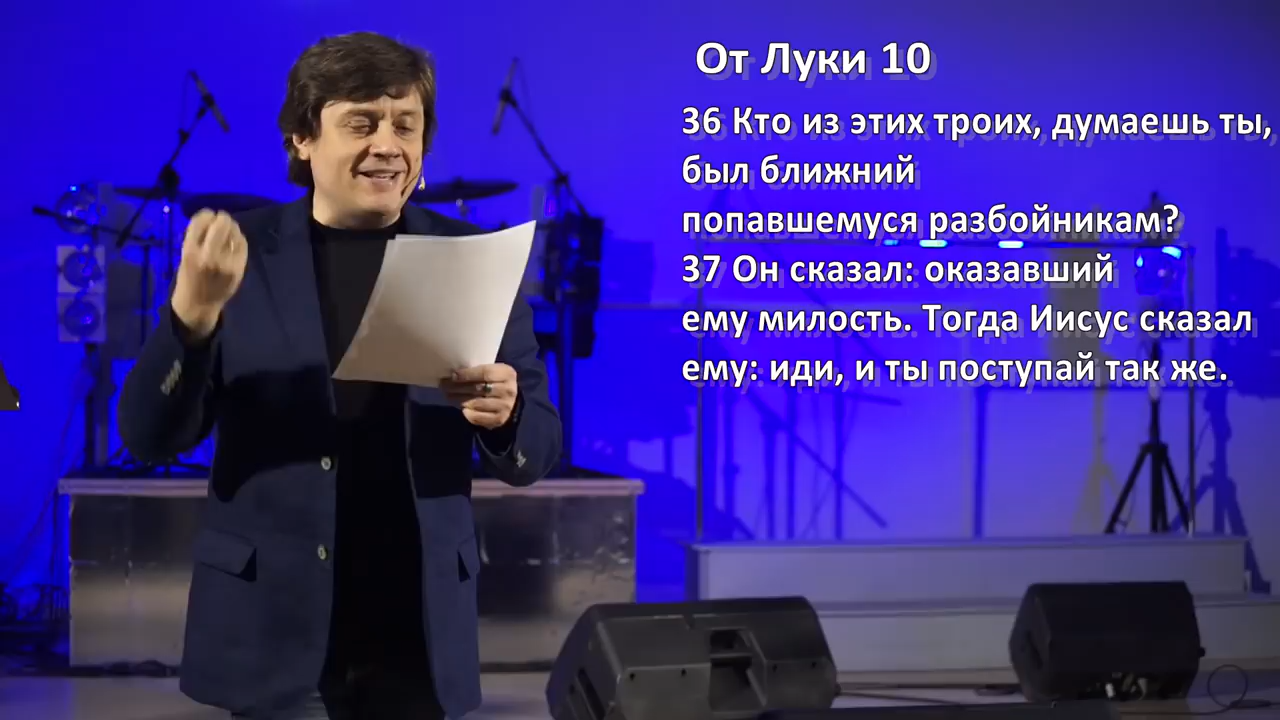 От Луки 10
36 Кто из этих троих, думаешь ты,
был ближний
попавшемуся разбойникам?
37 Он сказал: оказавший
ему милость. Тогда Иисус сказал
ему: иди, и ты поступай так же.